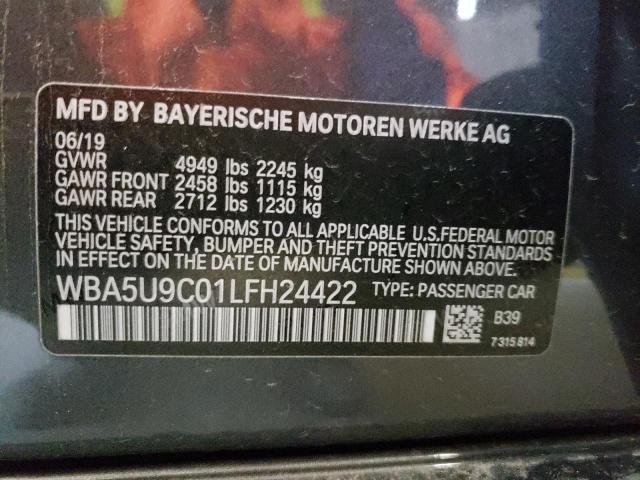 MFD BY BAYERISCHE MOTOREN WERKE AG
06/19
GVWR 4949 lbs 2245 kg
GAWR FRONT 2458 lbs 1115 kg
GAWR REAR 2712 lbs 1230 kg
THIS VEHICLE CONFORMS TO ALL APPLICABLE U.S.FEDERAL MOTOR
VEHICLE SAFETY, BUMPER AND THEFT PREVENTION STANDARDS
IN EFFECT ON THE DATE OF MANUFACTURE SHOWN ABOVE.
WBA5U9C01LFH24422 TYPE: PASSENGER CAR
B39
7315814